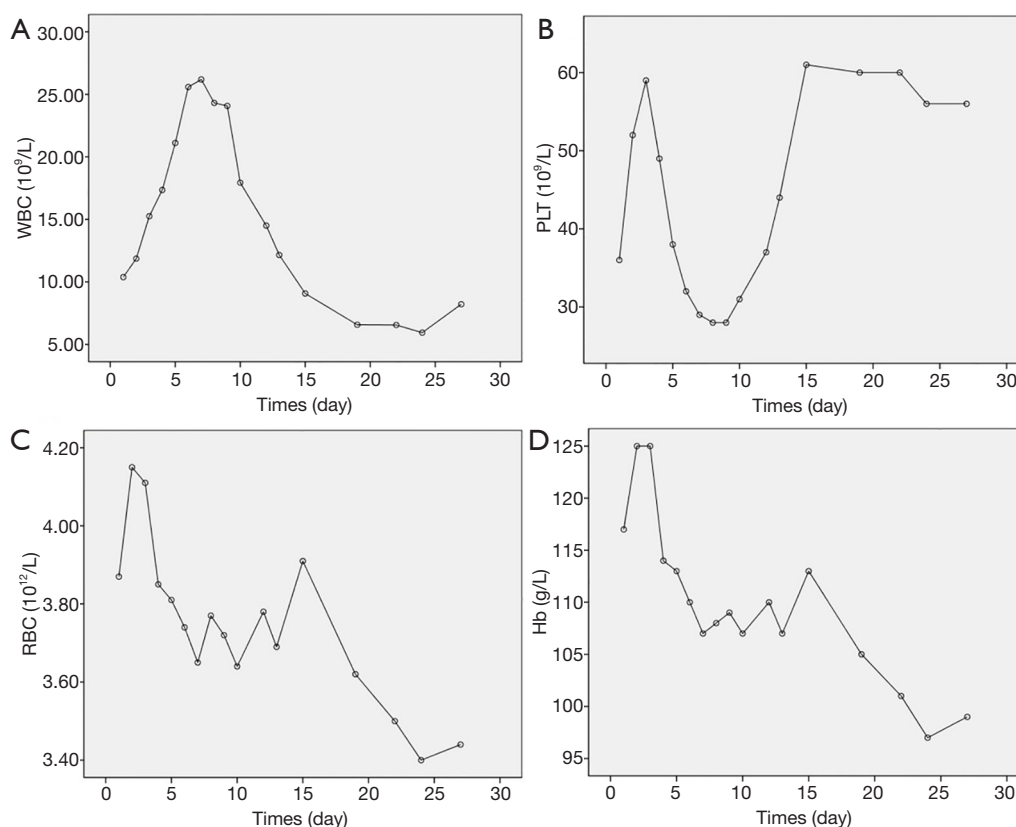 A
WBC (10⁹/L)
30.00
25.00
20.00
15.00
10.00
5.00
0 5 10 15 20 25 30
Times (day)
B
PLT (10⁹/L)
60
50
40
30
0 5 10 15 20 25 30
Times (day)
C
RBC (10¹²/L)
4.20
4.00
3.80
3.60
3.40
0 5 10 15 20 25 30
Times (day)
D
Hb (g/L)
125
120
115
110
105
100
95
0 5 10 15 20 25 30
Times (day)